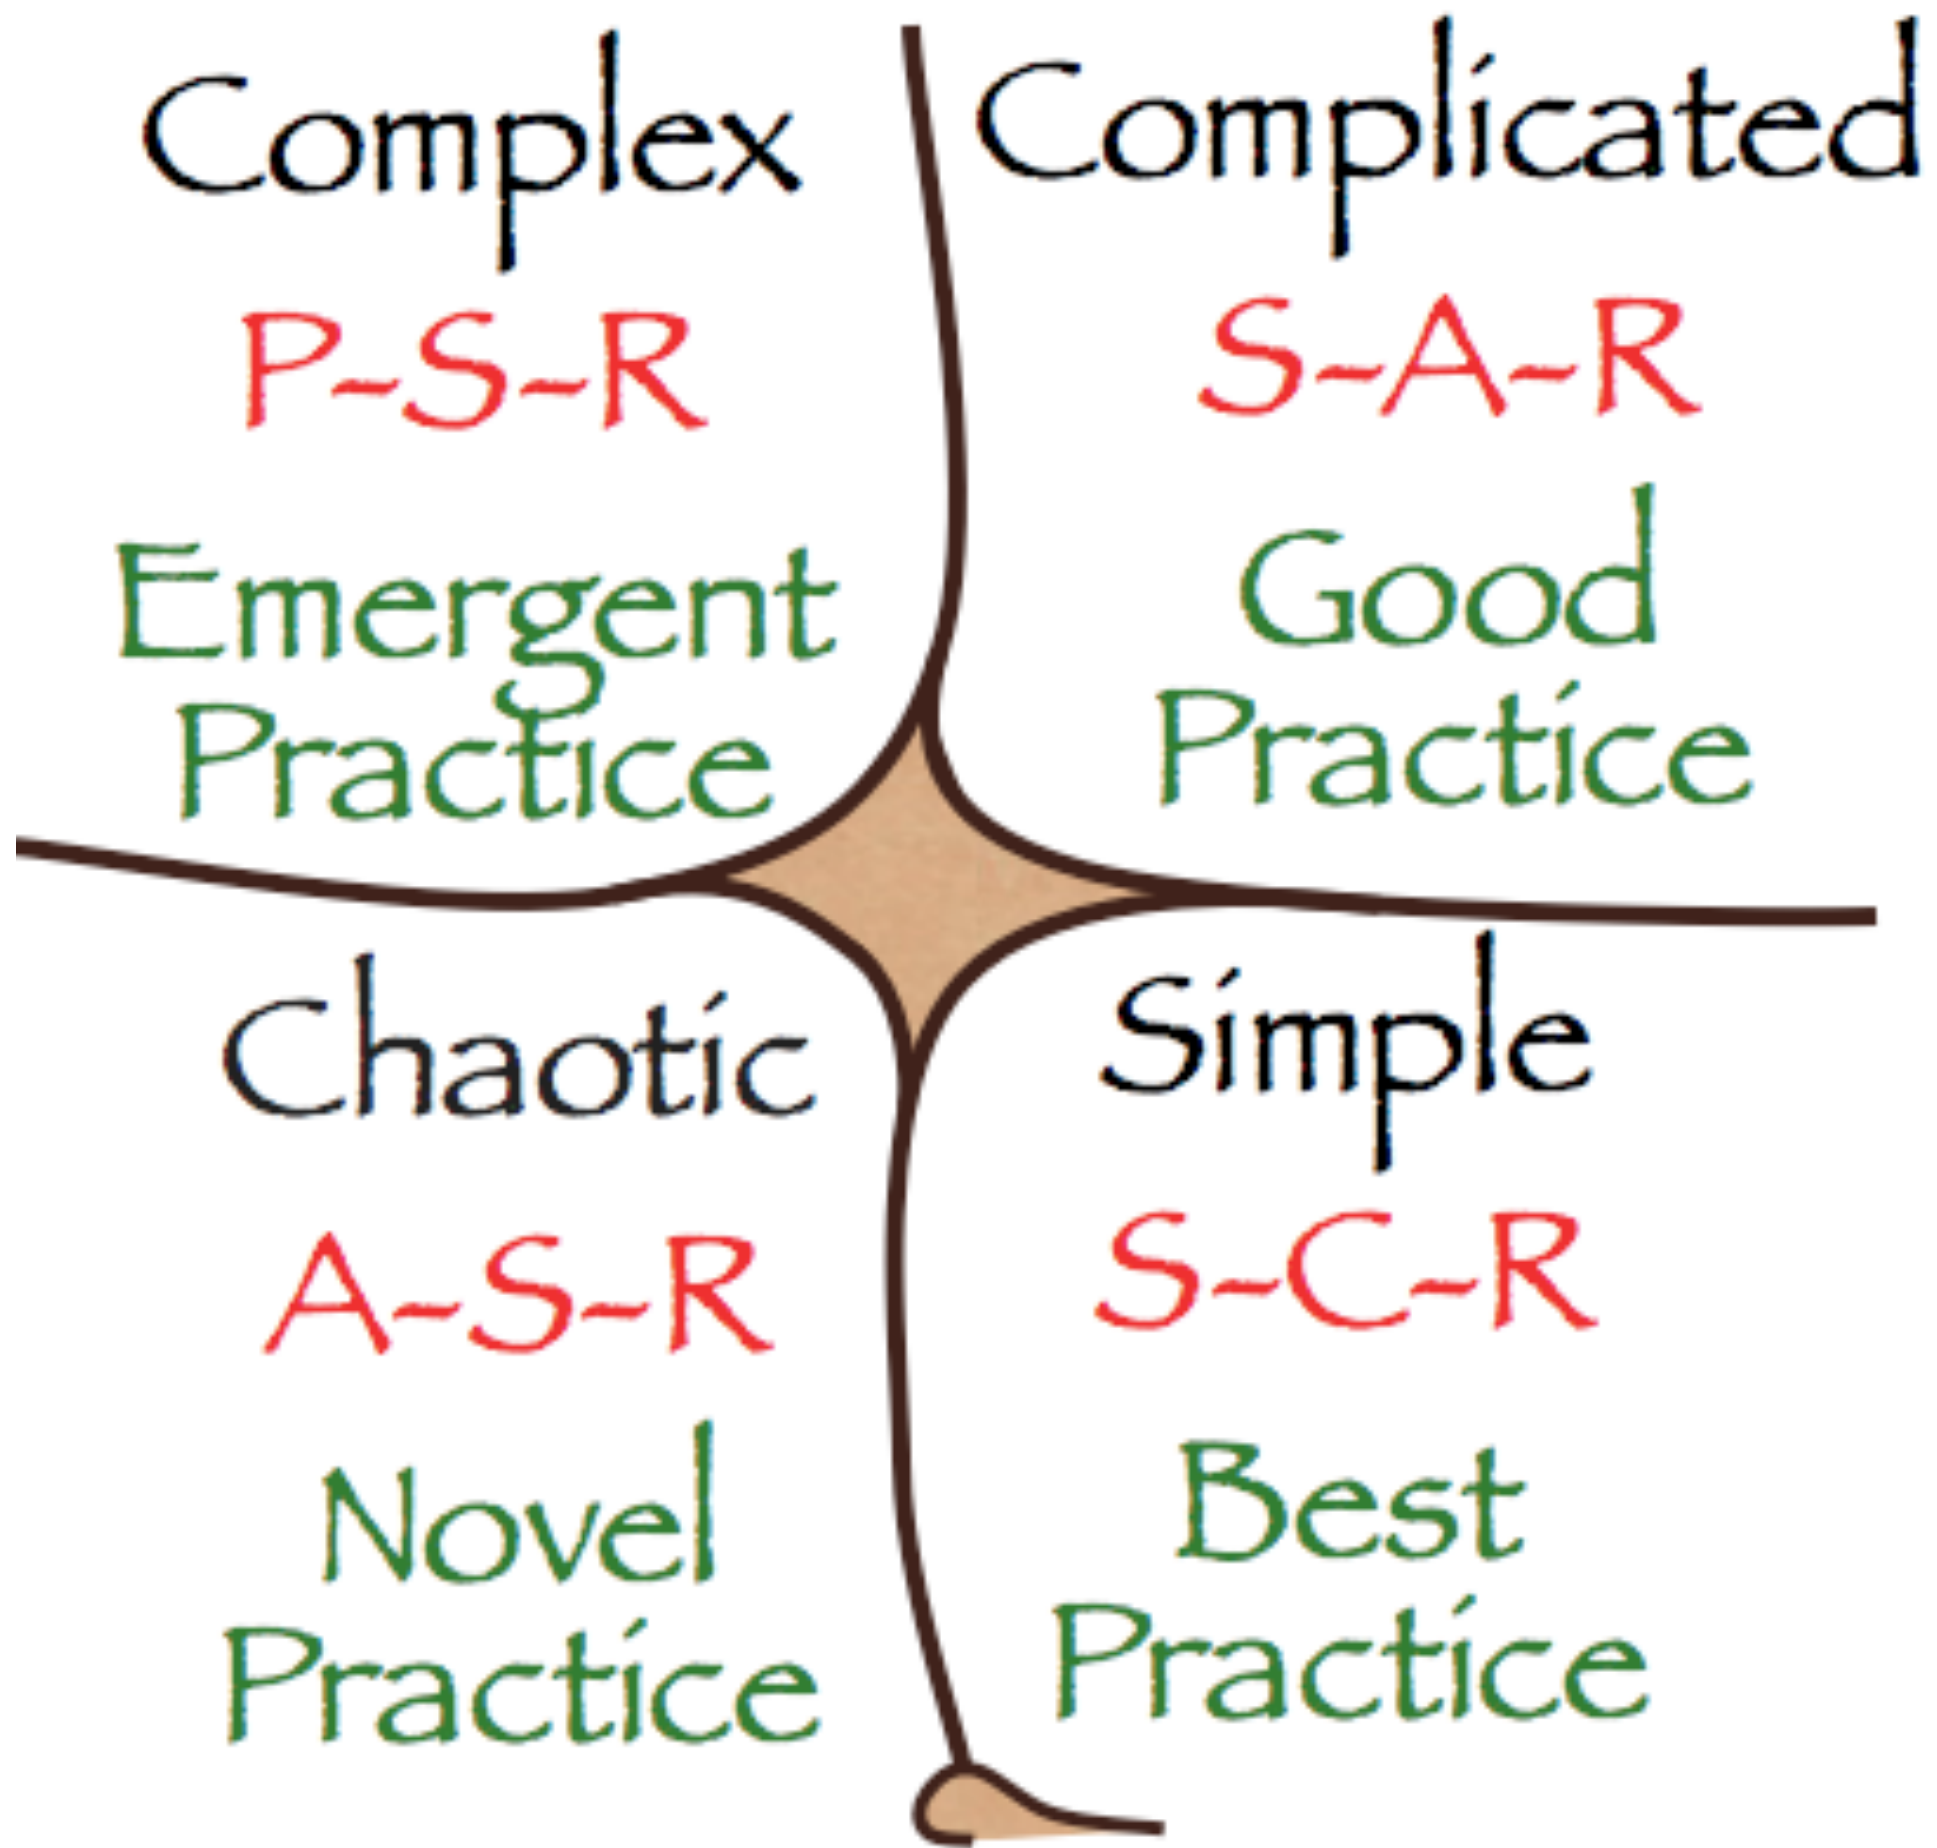 Complex
P-S-R
Emergent
Practice
Complicated
S-A-R
Good
Practice
Chaotic
A-S-R
Novel
Practice
Simple
S-C-R
Best
Practice